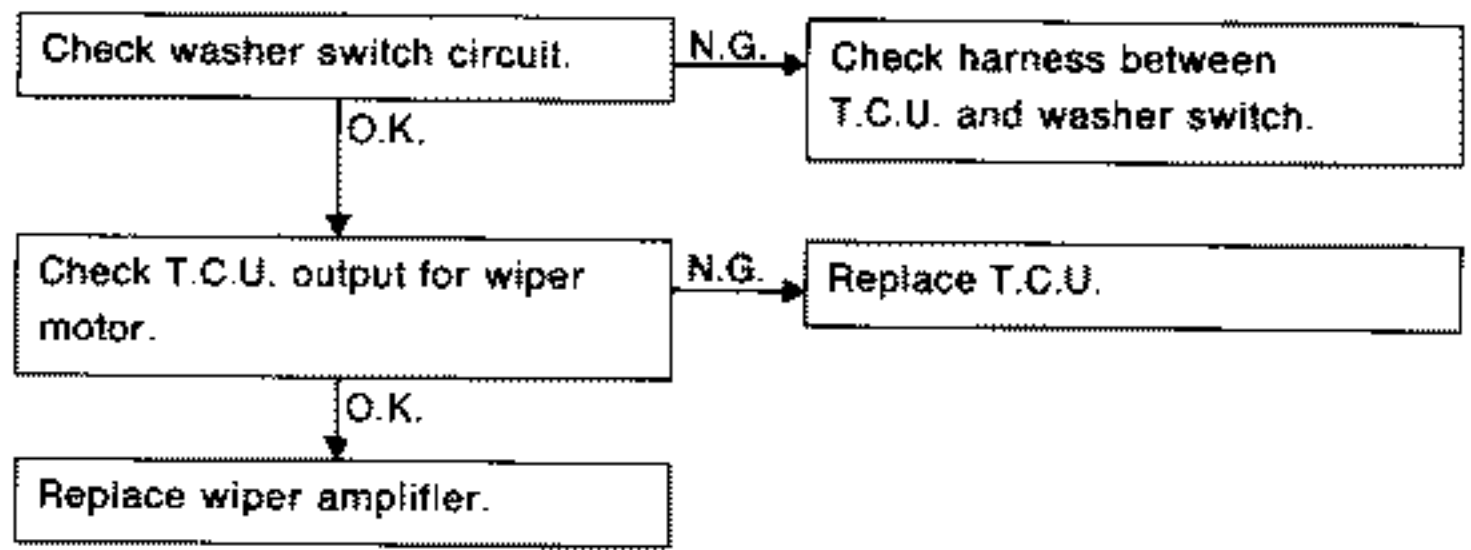 Check washer switch circuit.
N.G.
Check harness between
T.C.U. and washer switch.
O.K.
Check T.C.U. output for wiper
motor.
N.G.
Replace T.C.U.
O.K.
Replace wiper amplifier.